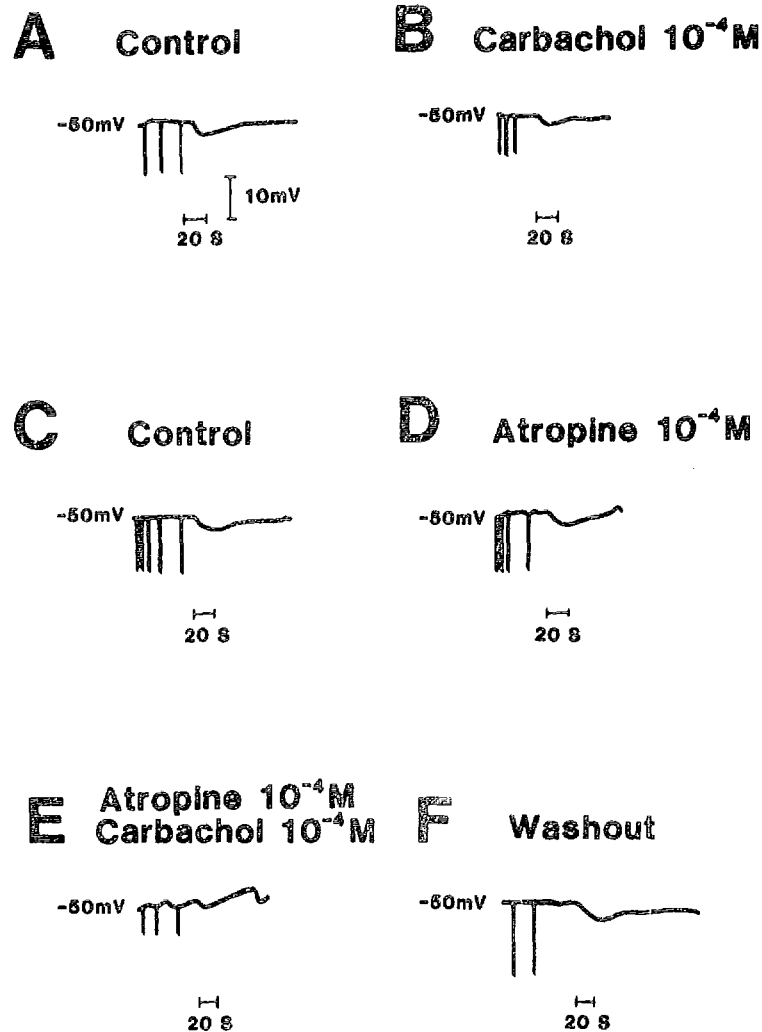 A Control
-50mV
10mV
20 S
B Carbachol 10⁻⁴M
-50mV
20 S
C Control
-50mV
20 S
D Atropine 10⁻⁴M
-50mV
20 S
E Atropine 10⁻⁴M
Carbachol 10⁻⁴M
-50mV
20 S
F Washout
-50mV
20 S